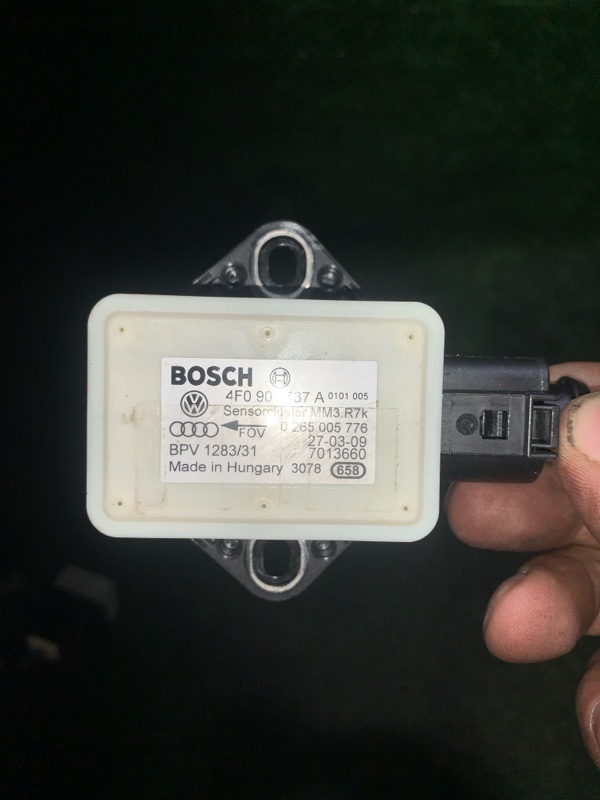 BOSCH
4F0 90 37 A 0101 005
Sensorcluster MM3.R7k
FOV 0 265 005 776
27-03-09
BPV 1283/31 7013660
Made in Hungary 3078 658